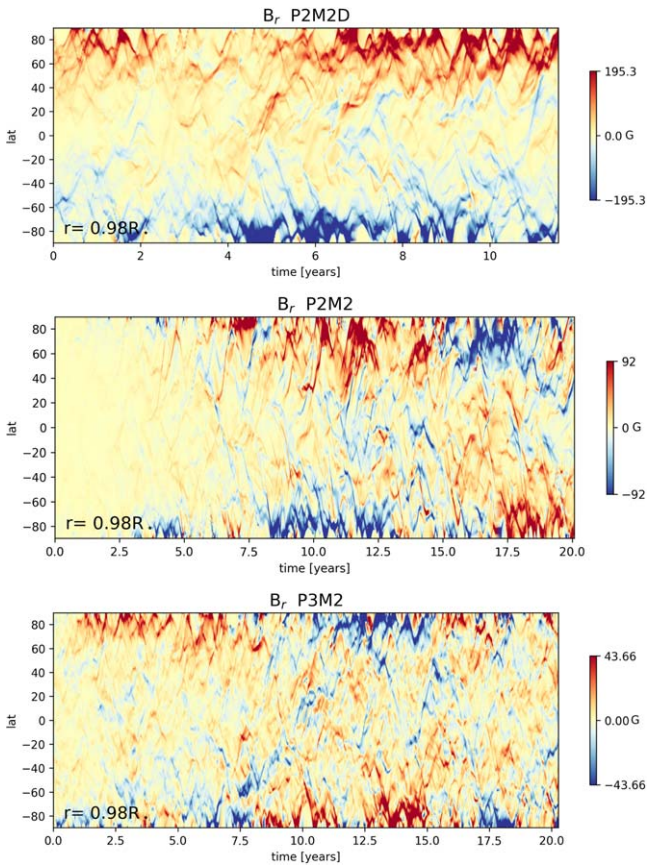 B_r P2M2D
80
60
40
20
0
−20
−40
−60
−80
lat
r= 0.98R.
0 2 4 6 8 10
time [years]
195.3
0.0 G
−195.3
B_r P2M2
80
60
40
20
0
−20
−40
−60
−80
lat
r= 0.98R.
0.0 2.5 5.0 7.5 10.0 12.5 15.0 17.5 20.0
time [years]
92
0 G
−92
B_r P3M2
80
60
40
20
0
−20
−40
−60
−80
lat
r= 0.98R.
0.0 2.5 5.0 7.5 10.0 12.5 15.0 17.5 20.0
time [years]
43.66
0.00 G
−43.66